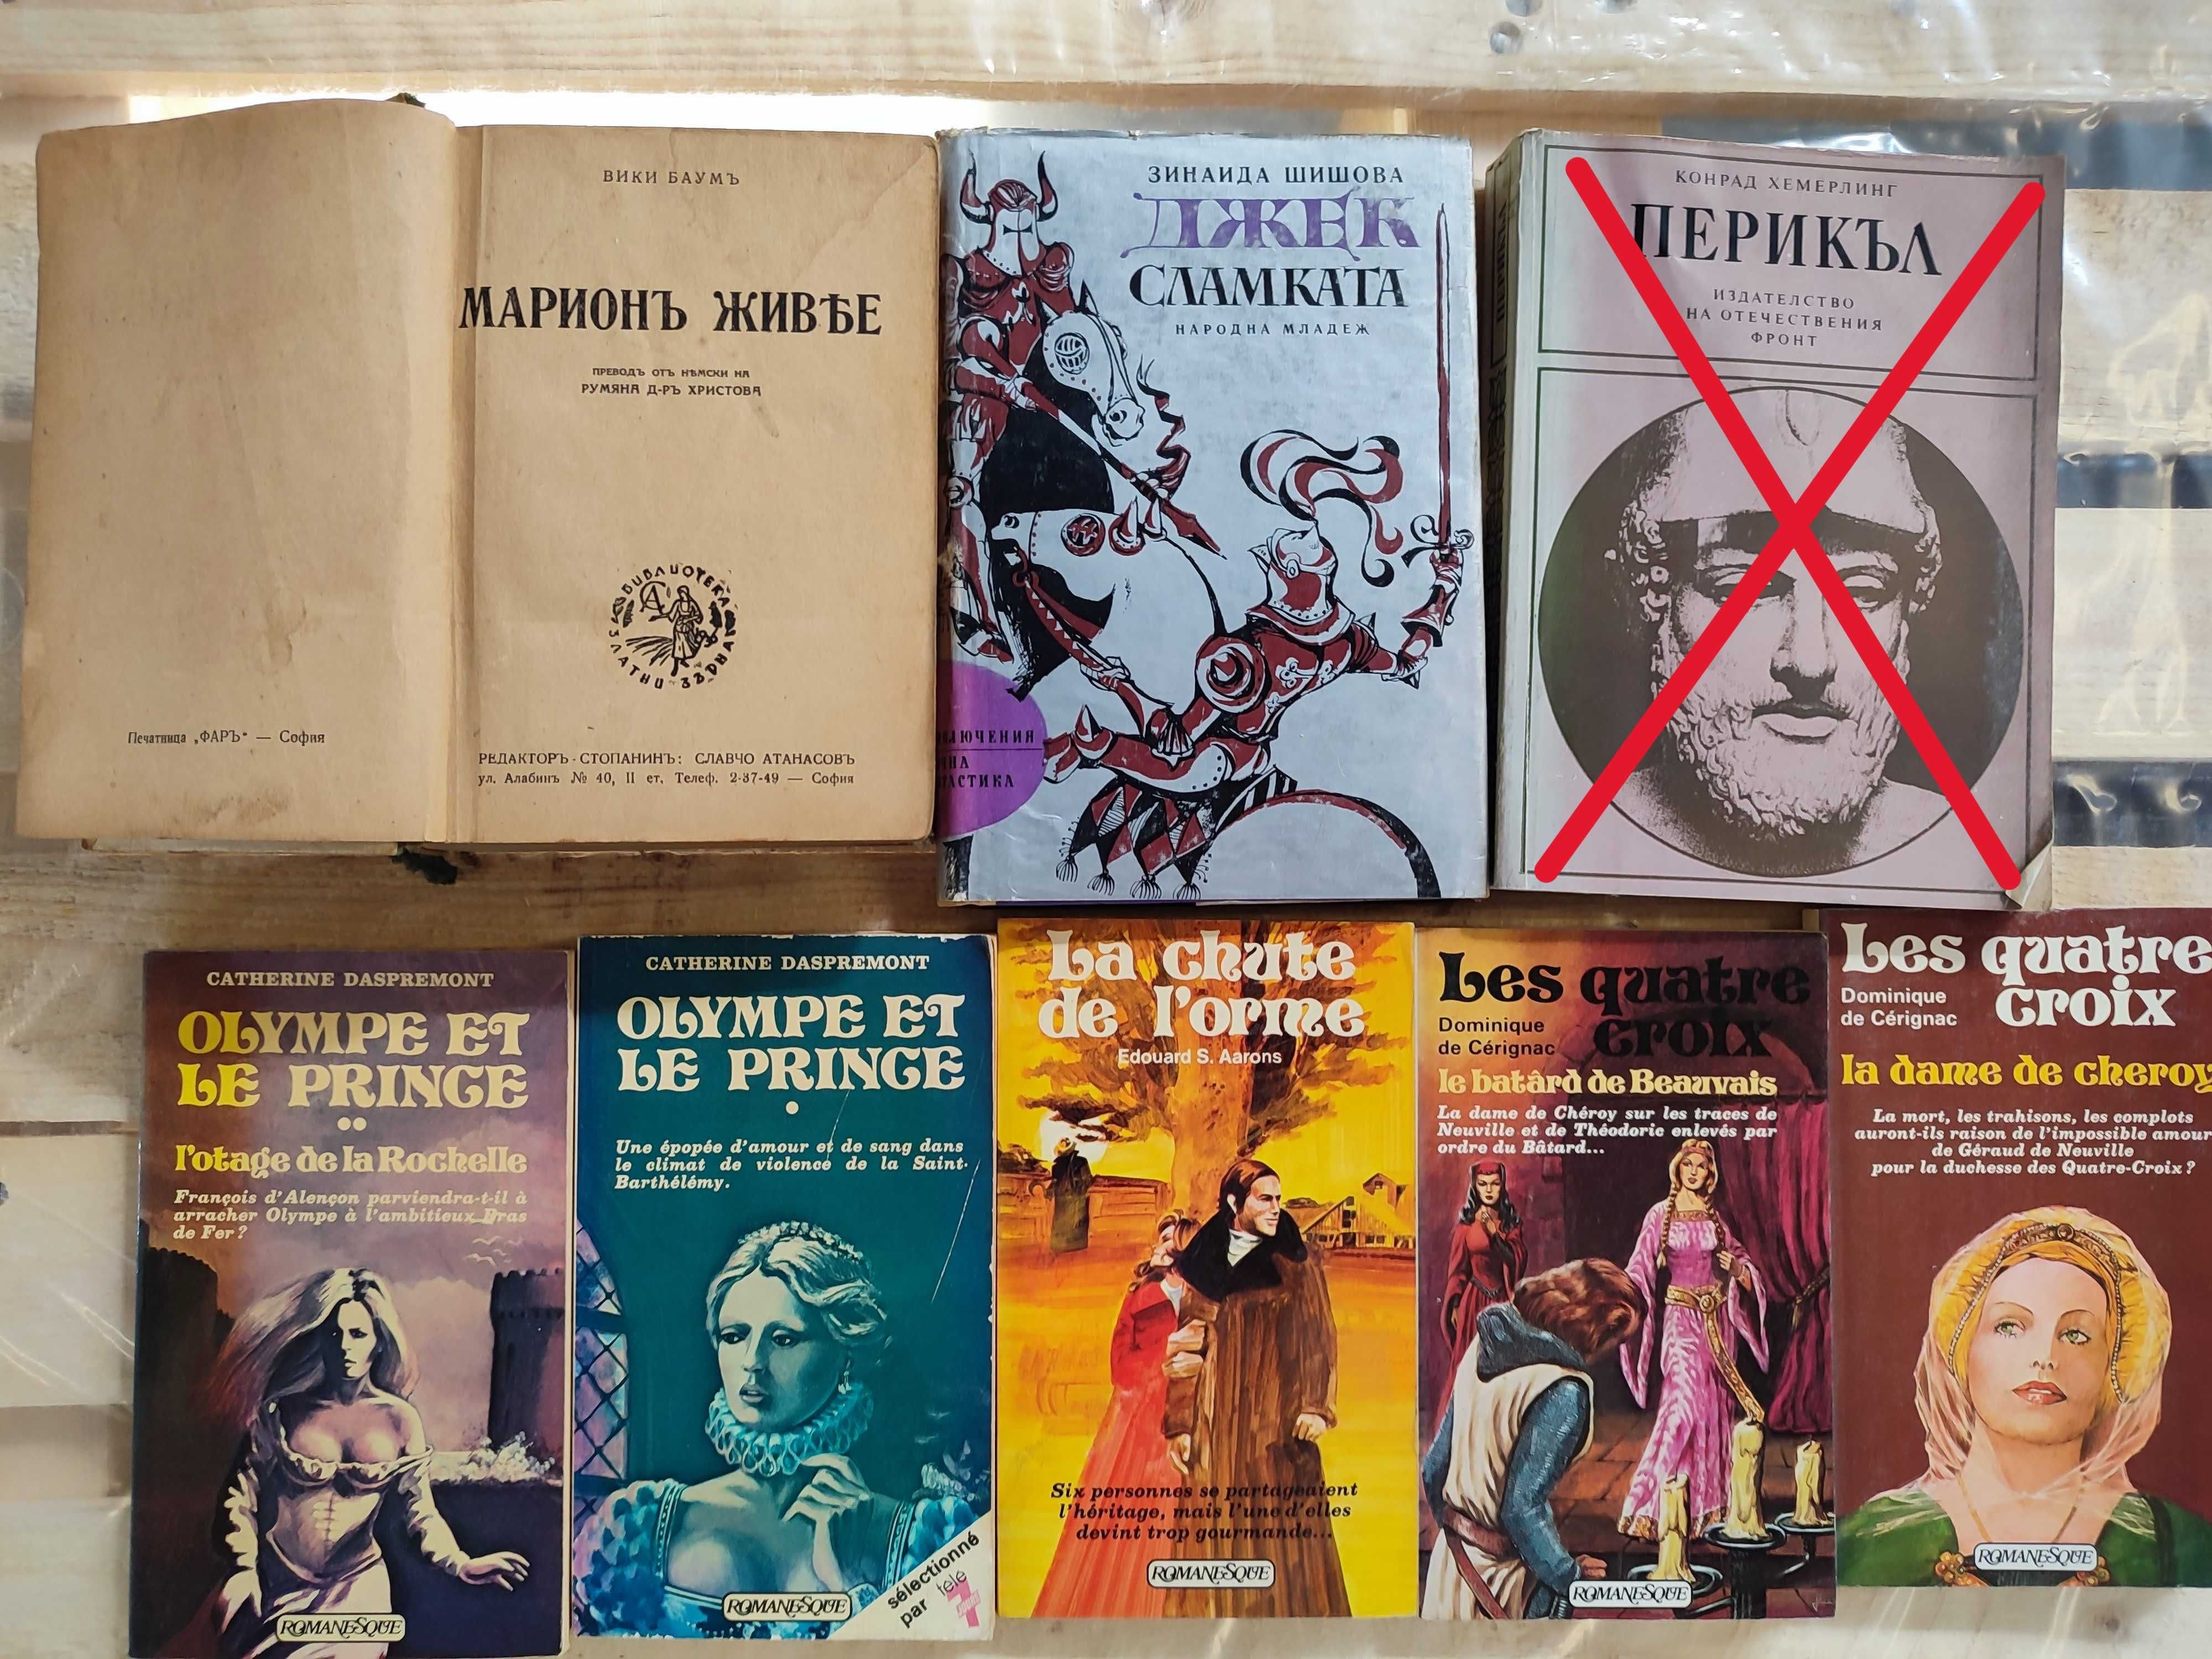 Печатница „ФАРЪ“ — София
ВИКИ БАУМЪ
МАРИОНЪ ЖИВѢЕ
ПРЕВОДЪ ОТЪ НѢМСКИ НА
РУМЯНА Д-РЪ ХРИСТОВА
БИБЛИОТЕКА
ЗЛАТНИ ЗЪРНА
РЕДАКТОРЪ-СТОПАНИНЪ: СЛАВЧО АТАНАСОВЪ
ул. Алабинъ № 40, II ет. Телеф. 2-37-49 — София
ЗИНАИДА ШИШОВА
ДЖЕК
СЛАМКАТА
НАРОДНА МЛАДЕЖ
КОНРАД ХЕМЕРЛИНГ
ПЕРИКЪЛ
ИЗДАТЕЛСТВО
НА ОТЕЧЕСТВЕНИЯ
ФРОНТ
CATHERINE DASPREMONT
OLYMPE ET
LE PRINCE
••
l'otage de la Rochelle
François d'Alençon parviendra-t-il à
arracher Olympe à l'ambitieux Bras
de Fer ?
ROMANESQUE
CATHERINE DASPREMONT
OLYMPE ET
LE PRINCE
•
Une épopée d'amour et de sang dans
le climat de violence de la Saint-
Barthélémy.
ROMANESQUE
sélectionné
par télé 7
La chute
de l'orme
Edouard S. Aarons
Six personnes se partageaient
l'héritage, mais l'une d'elles
devint trop gourmande...
ROMANESQUE
Les quatre
croix
Dominique
de Cérignac
le batârd de Beauvais
La dame de Chéroy sur les traces de
Neuville et de Théodoric enlevés par
ordre du Bâtard...
ROMANESQUE
Les quatre
croix
Dominique
de Cérignac
la dame de cheroy
La mort, les trahisons, les complots
auront-ils raison de l'impossible amour
de Géraud de Neuville
pour la duchesse des Quatre-Croix ?
ROMANESQUE